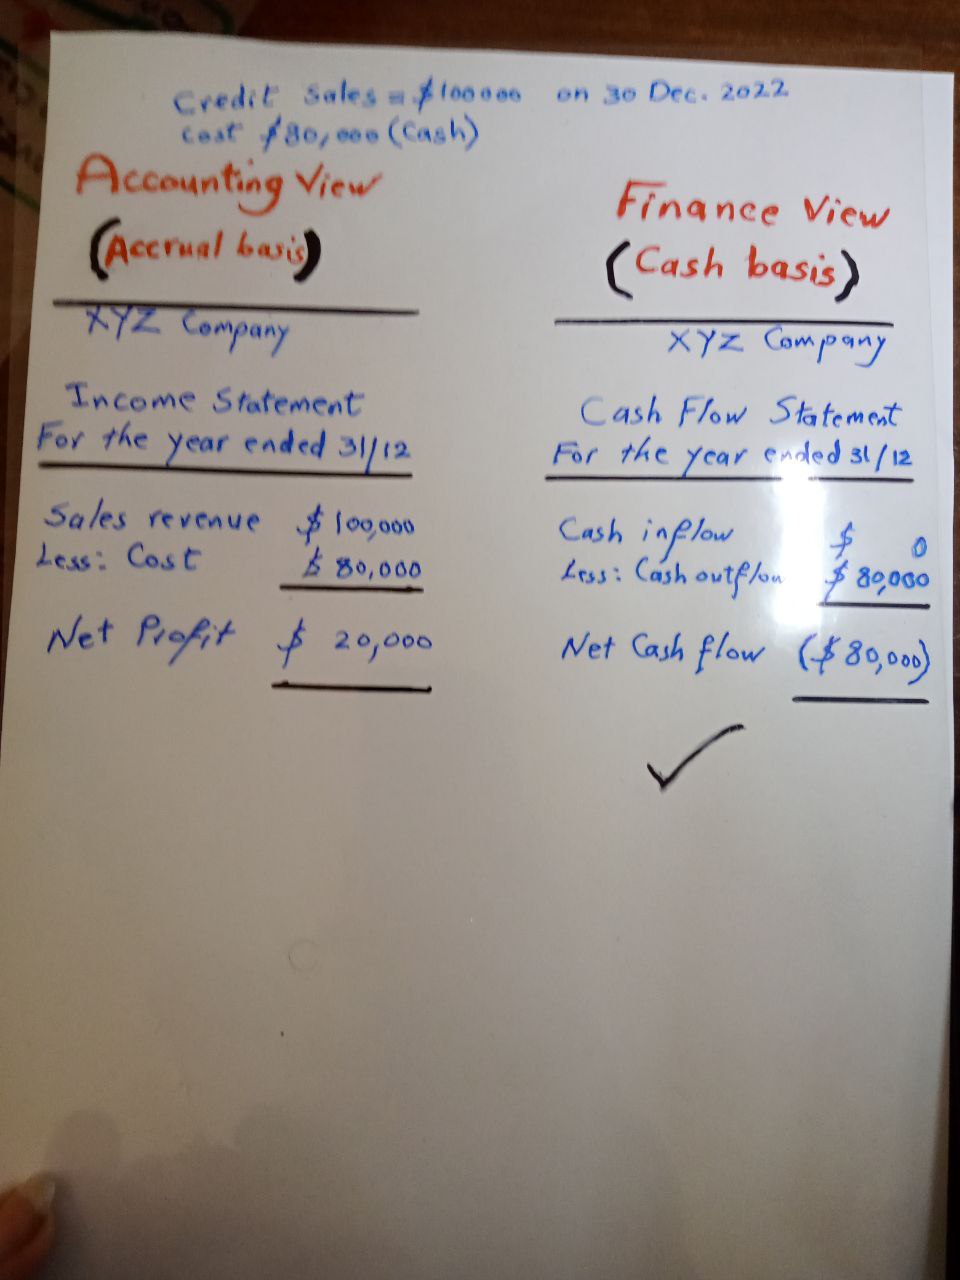 Credit Sales = $100000 on 30 Dec. 2022
Cost $80,000 (Cash)
Accounting View
(Accrual basis)
XYZ Company
Income Statement
For the year ended 31/12
Sales revenue $ 100,000
Less: Cost $ 80,000
Net Profit $ 20,000
Finance View
(Cash basis)
XYZ Company
Cash Flow Statement
For the year ended 31/12
Cash inflow $ 0
Less: Cash outflow $ 80,000
Net Cash flow ($ 80,000)